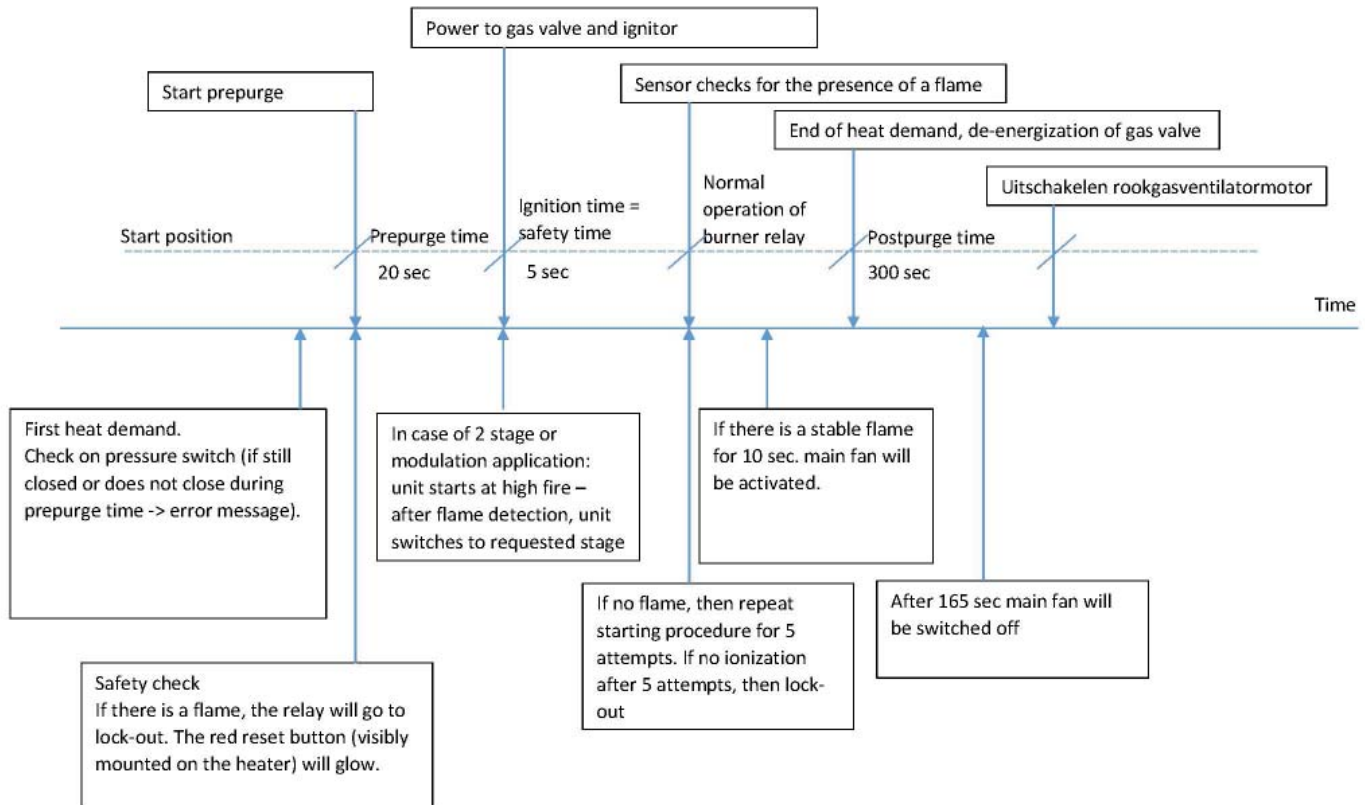 Power to gas valve and ignitor
Start prepurge
Sensor checks for the presence of a flame
End of heat demand, de-energization of gas valve
Uitschakelen rookgasventilatormotor
Start position
Prepurge time
20 sec
Ignition time =
safety time
5 sec
Normal
operation of
burner relay
Postpurge time
300 sec
Time
First heat demand.
Check on pressure switch (if still
closed or does not close during
prepurge time -> error message).
In case of 2 stage or
modulation application:
unit starts at high fire –
after flame detection, unit
switches to requested stage
If there is a stable flame
for 10 sec. main fan will
be activated.
If no flame, then repeat
starting procedure for 5
attempts. If no ionization
after 5 attempts, then lock-
out
After 165 sec main fan will
be switched off
Safety check
If there is a flame, the relay will go to
lock-out. The red reset button (visibly
mounted on the heater) will glow.